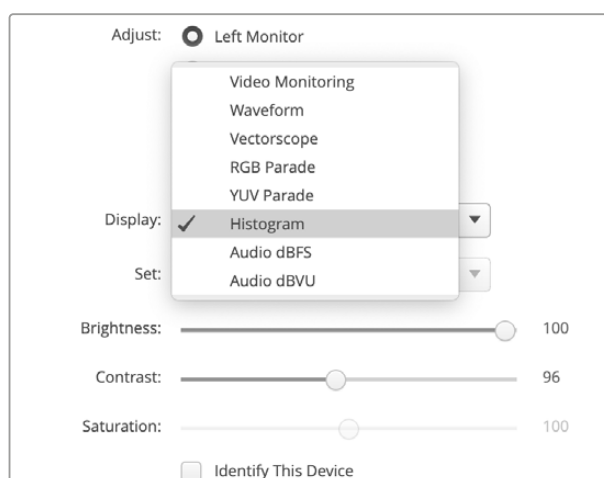 Adjust: Left Monitor
Video Monitoring
Waveform
Vectorscope
RGB Parade
YUV Parade
Display: Histogram
Audio dBFS
Set: Audio dBVU
Brightness: 100
Contrast: 96
Saturation: 100
Identify This Device